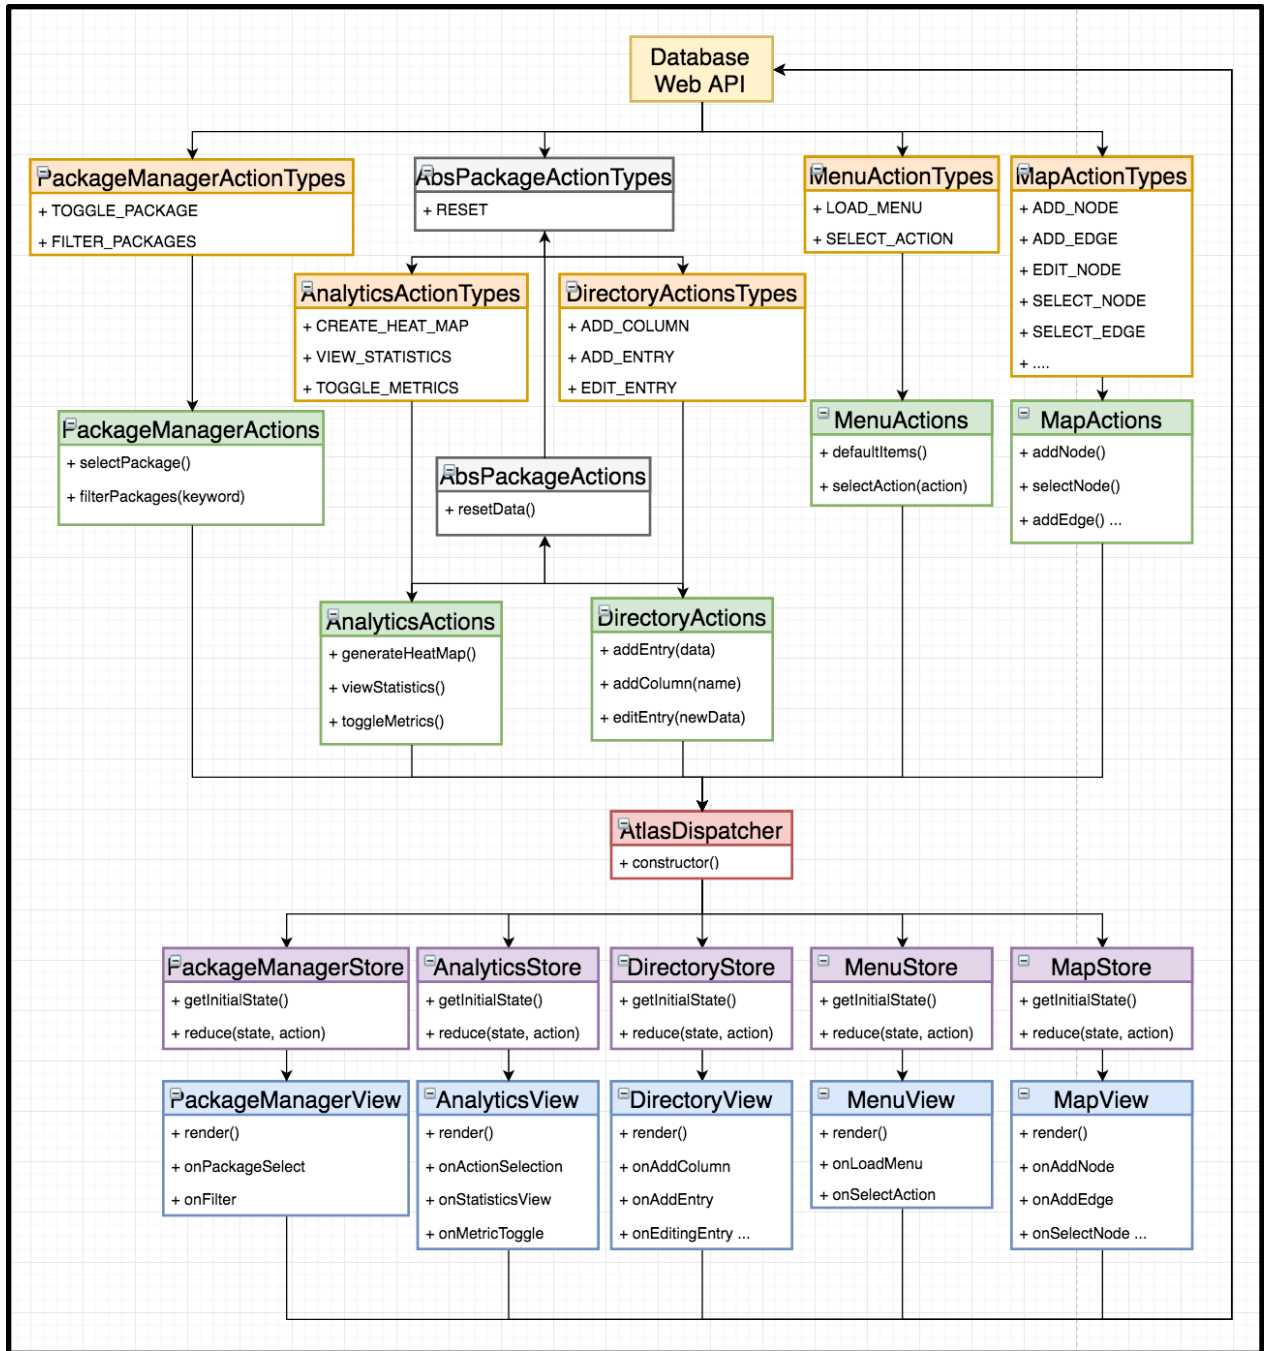 Database
Web API
PackageManagerActionTypes
+ TOGGLE_PACKAGE
+ FILTER_PACKAGES
AbsPackageActionTypes
+ RESET
MenuActionTypes
+ LOAD_MENU
+ SELECT_ACTION
MapActionTypes
+ ADD_NODE
+ ADD_EDGE
+ EDIT_NODE
+ SELECT_NODE
+ SELECT_EDGE
+ ....
AnalyticsActionTypes
+ CREATE_HEAT_MAP
+ VIEW_STATISTICS
+ TOGGLE_METRICS
DirectoryActionsTypes
+ ADD_COLUMN
+ ADD_ENTRY
+ EDIT_ENTRY
PackageManagerActions
+ selectPackage()
+ filterPackages(keyword)
AbsPackageActions
+ resetData()
MenuActions
+ defaultItems()
+ selectAction(action)
MapActions
+ addNode()
+ selectNode()
+ addEdge() ...
AnalyticsActions
+ generateHeatMap()
+ viewStatistics()
+ toggleMetrics()
DirectoryActions
+ addEntry(data)
+ addColumn(name)
+ editEntry(newData)
AtlasDispatcher
+ constructor()
PackageManagerStore
+ getInitialState()
+ reduce(state, action)
AnalyticsStore
+ getInitialState()
+ reduce(state, action)
DirectoryStore
+ getInitialState()
+ reduce(state, action)
MenuStore
+ getInitialState()
+ reduce(state, action)
MapStore
+ getInitialState()
+ reduce(state, action)
PackageManagerView
+ render()
+ onPackageSelect
+ onFilter
AnalyticsView
+ render()
+ onActionSelection
+ onStatisticsView
+ onMetricToggle
DirectoryView
+ render()
+ onAddColumn
+ onAddEntry
+ onEditingEntry ...
MenuView
+ render()
+ onLoadMenu
+ onSelectAction
MapView
+ render()
+ onAddNode
+ onAddEdge
+ onSelectNode ...